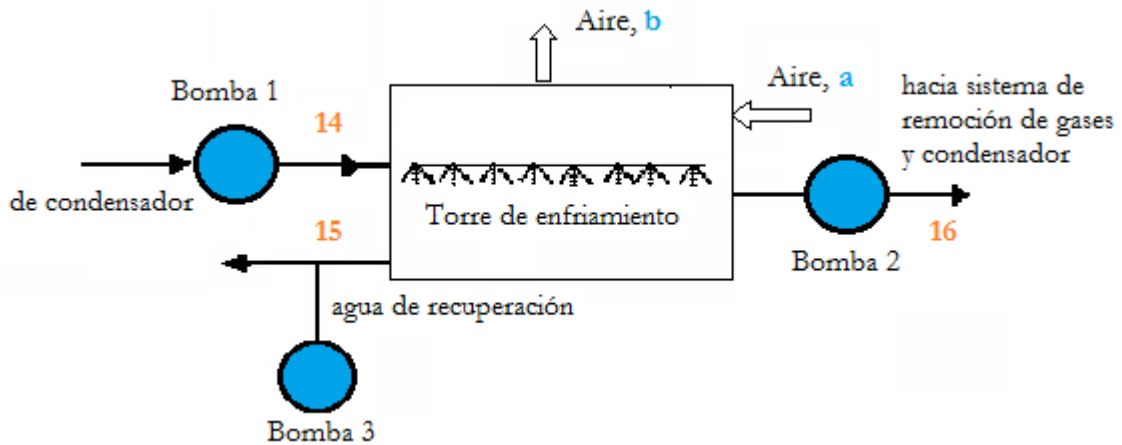 Aire, b
Aire, a
Bomba 1
14
de condensador
hacia sistema de
remoción de gases
y condensador
Torre de enfriamiento
15
16
Bomba 2
agua de recuperación
Bomba 3